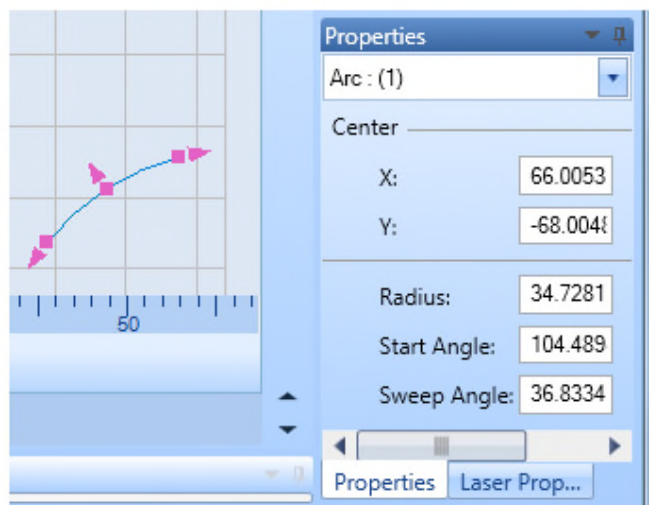 Properties
Arc : (1)
Center
X: 66.0053
Y: -68.0048
Radius: 34.7281
Start Angle: 104.489
Sweep Angle: 36.8334
50
Properties Laser Prop...